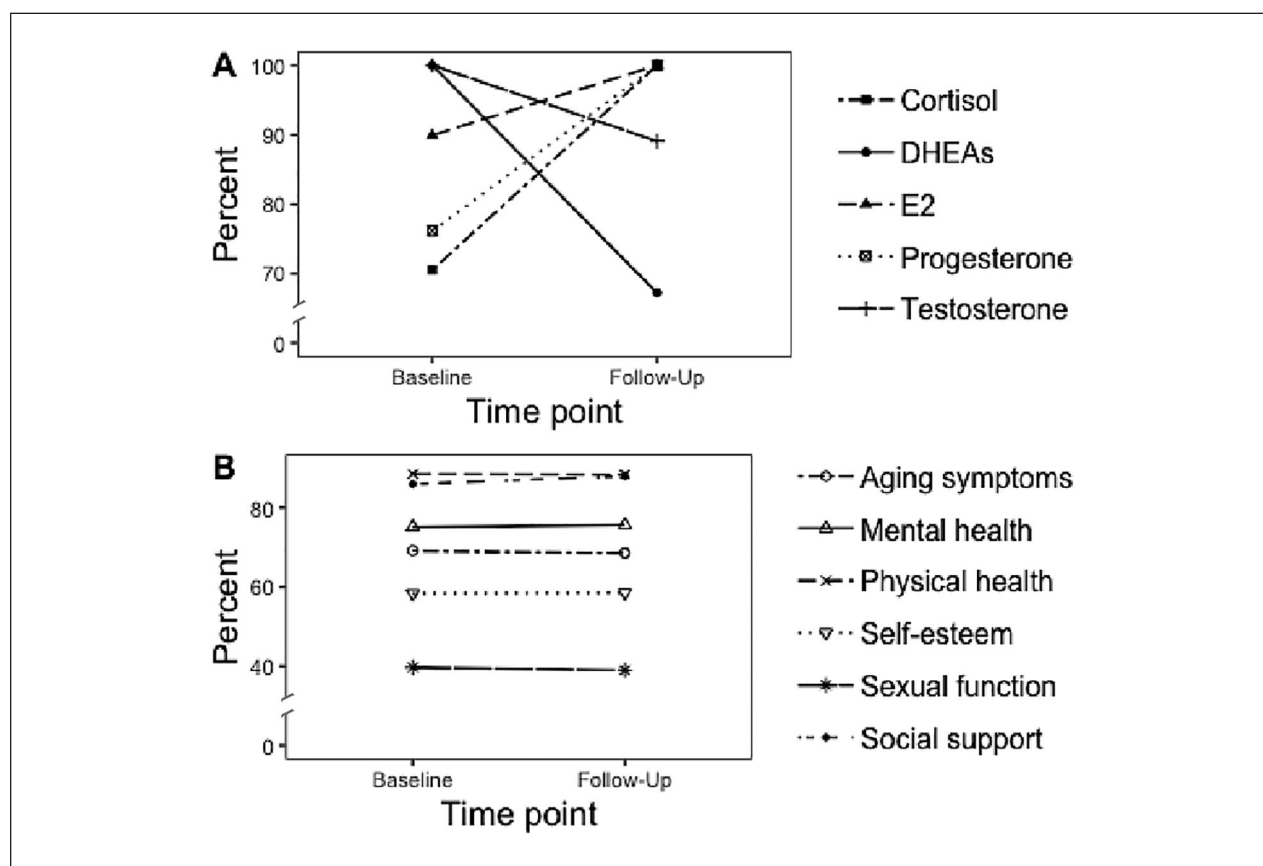 A
100
90
80
70
0
Percent
Baseline
Follow-Up
Time point
Cortisol
DHEAs
E2
Progesterone
Testosterone
B
80
60
40
0
Percent
Baseline
Follow-Up
Time point
Aging symptoms
Mental health
Physical health
Self-esteem
Sexual function
Social support